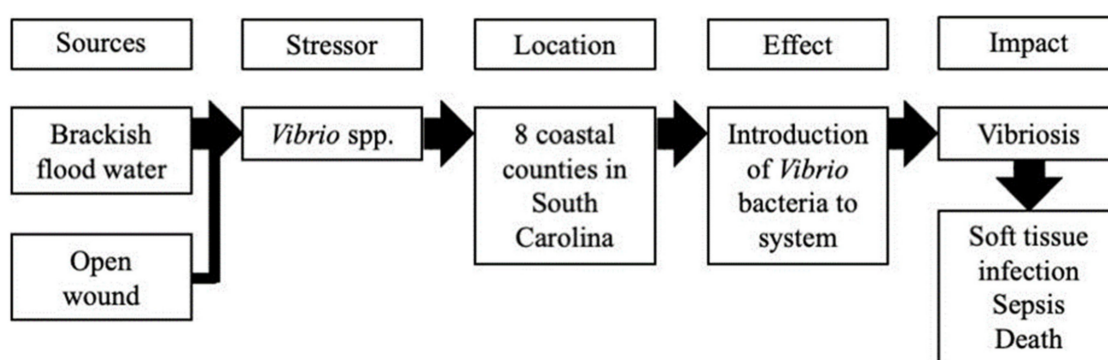 Sources
Stressor
Location
Effect
Impact
Brackish
flood water
Open
wound
Vibrio spp.
8 coastal
counties in
South
Carolina
Introduction
of Vibrio
bacteria to
system
Vibriosis
Soft tissue
infection
Sepsis
Death